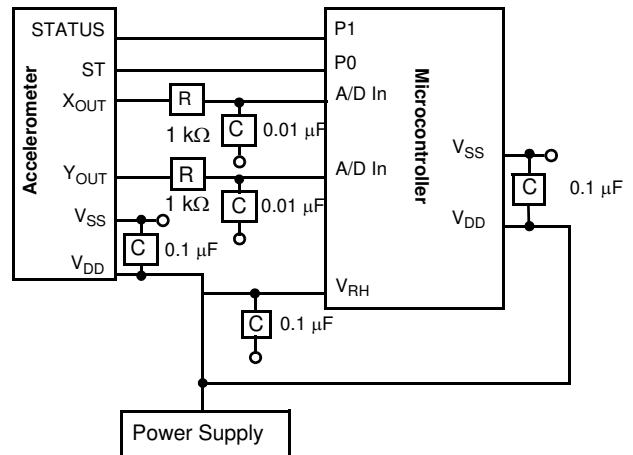 Accelerometer
STATUS
ST
XOUT
YOUT
VSS
VDD
R
1 kΩ
C
0.01 μF
R
1 kΩ
C
0.01 μF
C
0.1 μF
C
0.1 μF
Microcontroller
P1
P0
A/D In
A/D In
VRH
VSS
VDD
C
0.1 μF
Power Supply